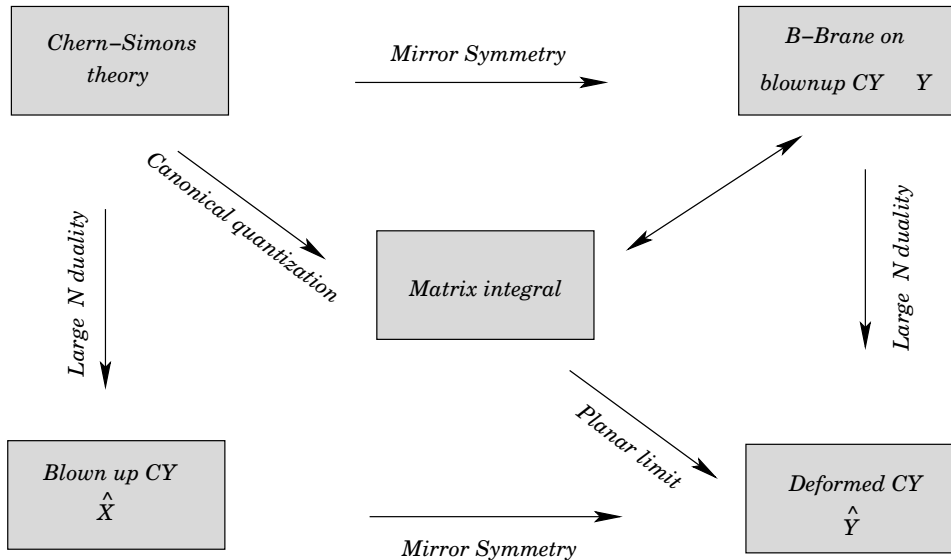 Chern–Simons
theory
Mirror Symmetry
B–Brane on
blownup CY Y
Canonical quantization
Large N duality
Large N duality
Matrix integral
Planar limit
Blown up CY
X̂
Mirror Symmetry
Deformed CY
Ŷ